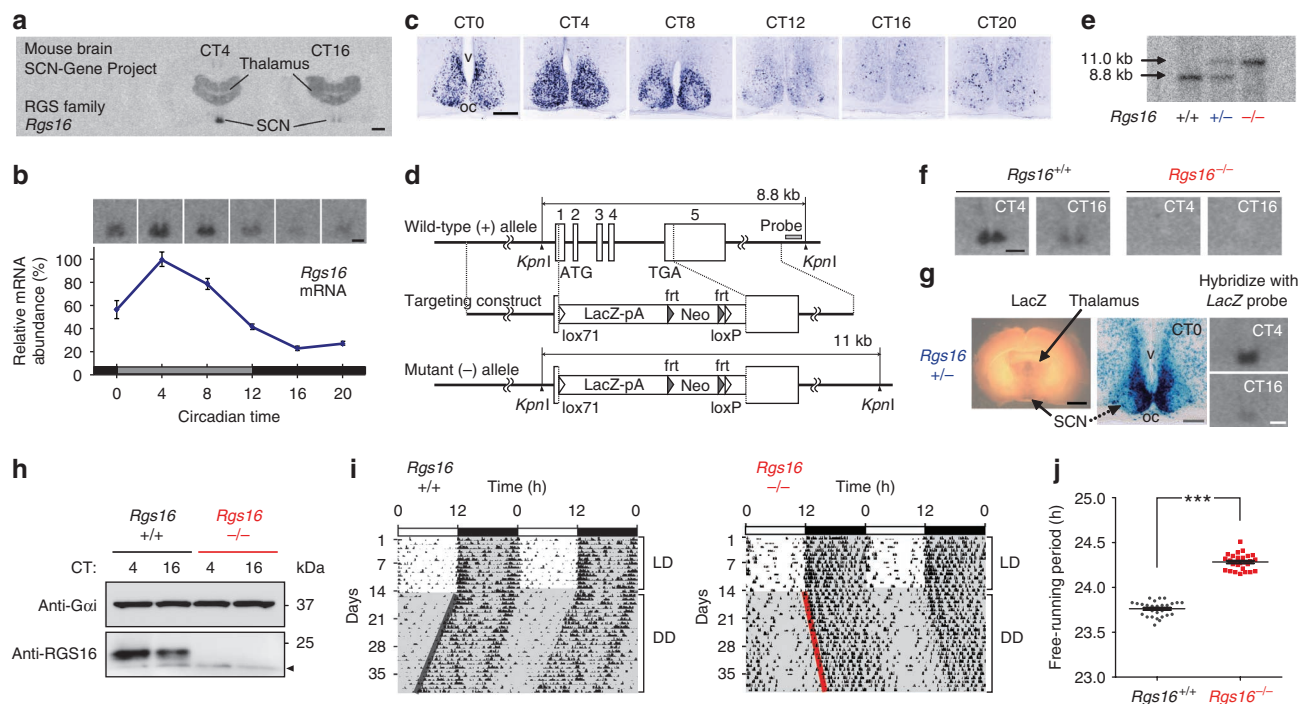 a
Mouse brain
SCN-Gene Project
RGS family
Rgs16
CT4
CT16
Thalamus
SCN
b
Relative mRNA
abundance (%)
100
80
60
40
20
0
Rgs16
mRNA
0 4 8 12 16 20
Circadian time
c
CT0 CT4 CT8 CT12 CT16 CT20
v
oc
d
8.8 kb
1 2 3 4 5
Probe
Wild-type (+) allele
KpnI ATG TGA KpnI
Targeting construct
frt frt
LacZ-pA Neo
lox71 loxP
11 kb
Mutant (–) allele
frt frt
LacZ-pA Neo
KpnI lox71 loxP KpnI
e
11.0 kb
8.8 kb
Rgs16 +/+ +/– –/–
f
Rgs16+/+ Rgs16–/–
CT4 CT16 CT4 CT16
g
LacZ
Thalamus
Hybridize with
LacZ probe
Rgs16
+/–
CT0
v
oc
SCN
CT4
CT16
h
Rgs16
+/+
Rgs16
–/–
CT: 4 16 4 16 kDa
Anti-Gαi
37
25
Anti-RGS16
i
Rgs16
+/+
Time (h)
0 12 0 12 0
1
7
14
21
28
35
Days
LD
DD
Rgs16
–/–
Time (h)
0 12 0 12 0
1
7
14
21
28
35
Days
LD
DD
j
Free-running period (h)
25.0
24.5
24.0
23.5
23.0
***
Rgs16+/+ Rgs16–/–